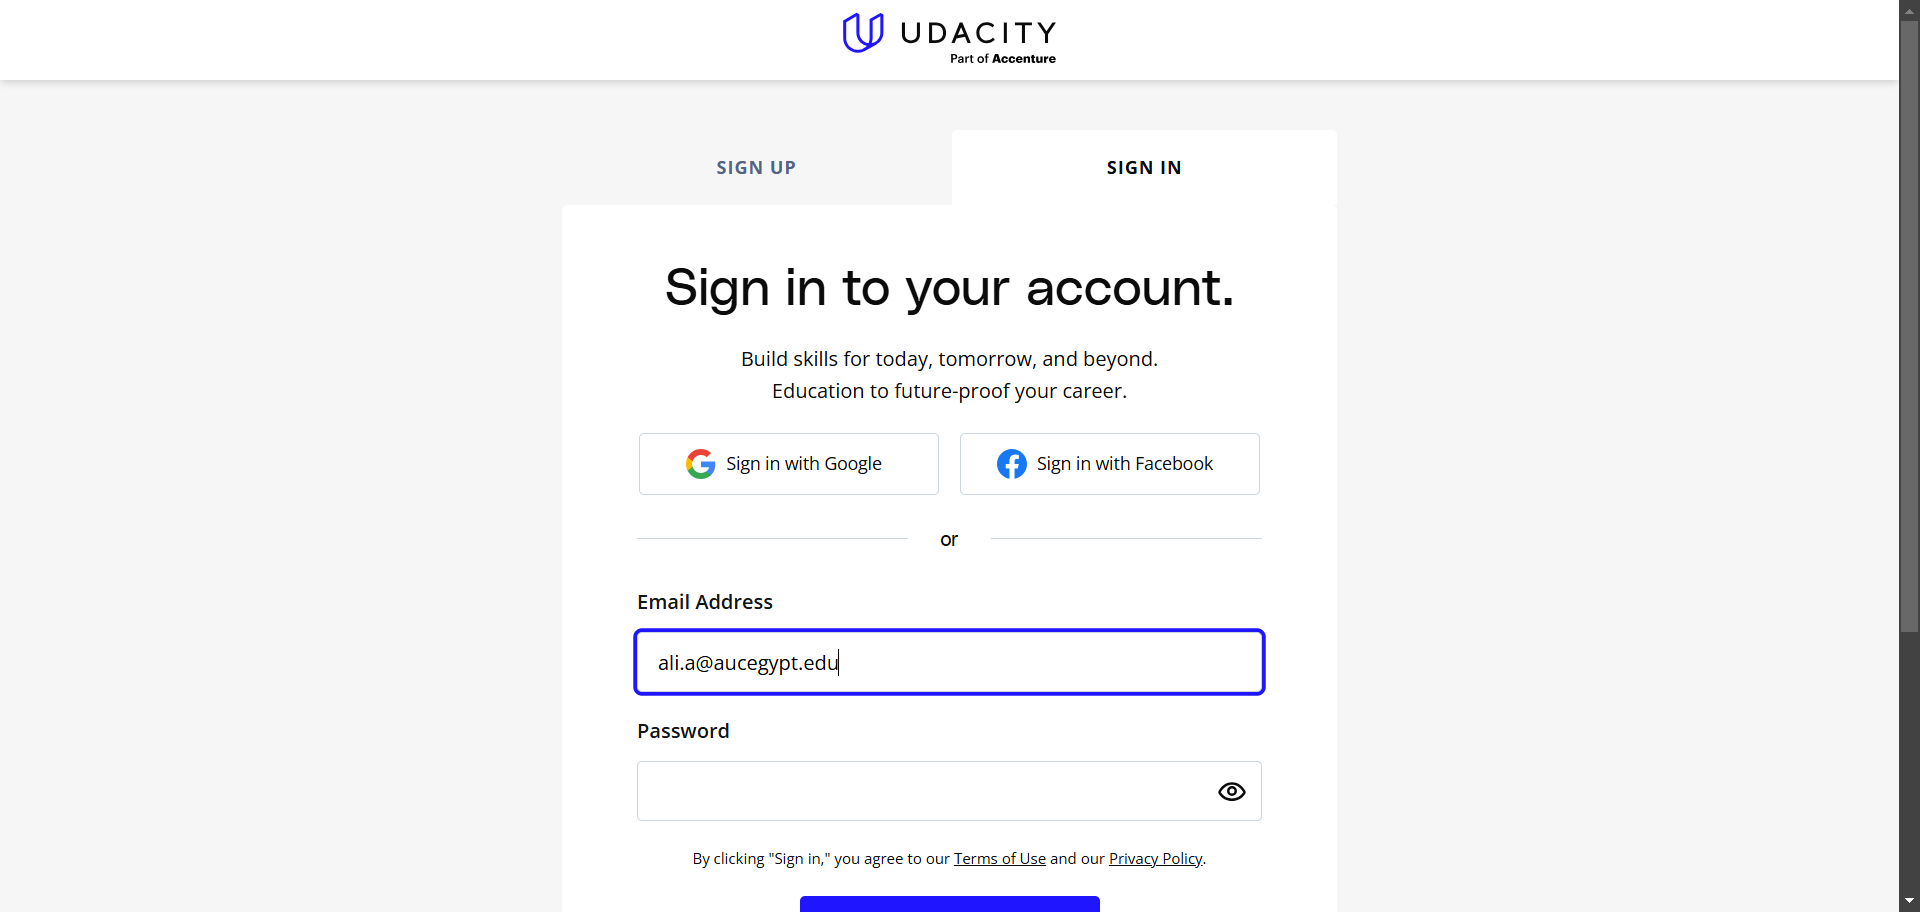 UDACITY
Part of Accenture
SIGN UP
SIGN IN
Sign in to your account.
Build skills for today, tomorrow, and beyond.
Education to future-proof your career.
Sign in with Google
Sign in with Facebook
or
Email Address
ali.a@aucegypt.edu
Password
By clicking "Sign in," you agree to our Terms of Use and our Privacy Policy.